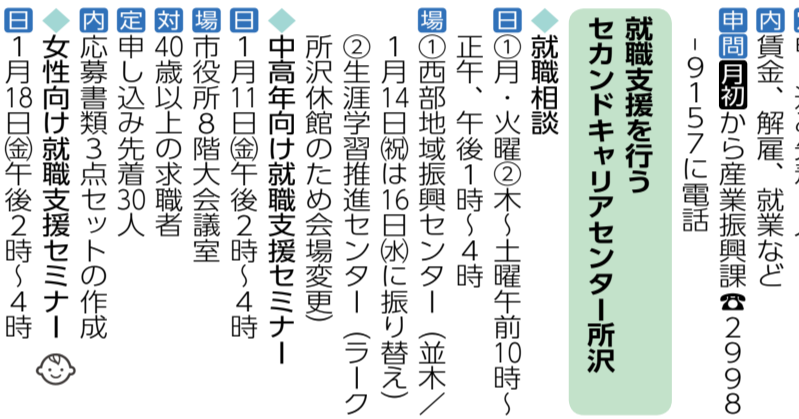 内賃金、解雇、就業など
申問月初から産業振興課☎2998
-9157に電話
就職支援を行う
セカンドキャリアセンター所沢
◆就職相談
日①月・火曜②木～土曜午前10時～
正午、午後1時～4時
場①西部地域振興センター（並木／
1月14日㈷は16日㈬に振り替え）
②生涯学習推進センター（ラーク
所沢休館のため会場変更）
◆中高年向け就職支援セミナー
日1月11日㈮午後2時～4時
場市役所8階大会議室
対40歳以上の求職者
定申し込み先着30人
内応募書類3点セットの作成
◆女性向け就職支援セミナー
日1月18日㈮午後2時～4時